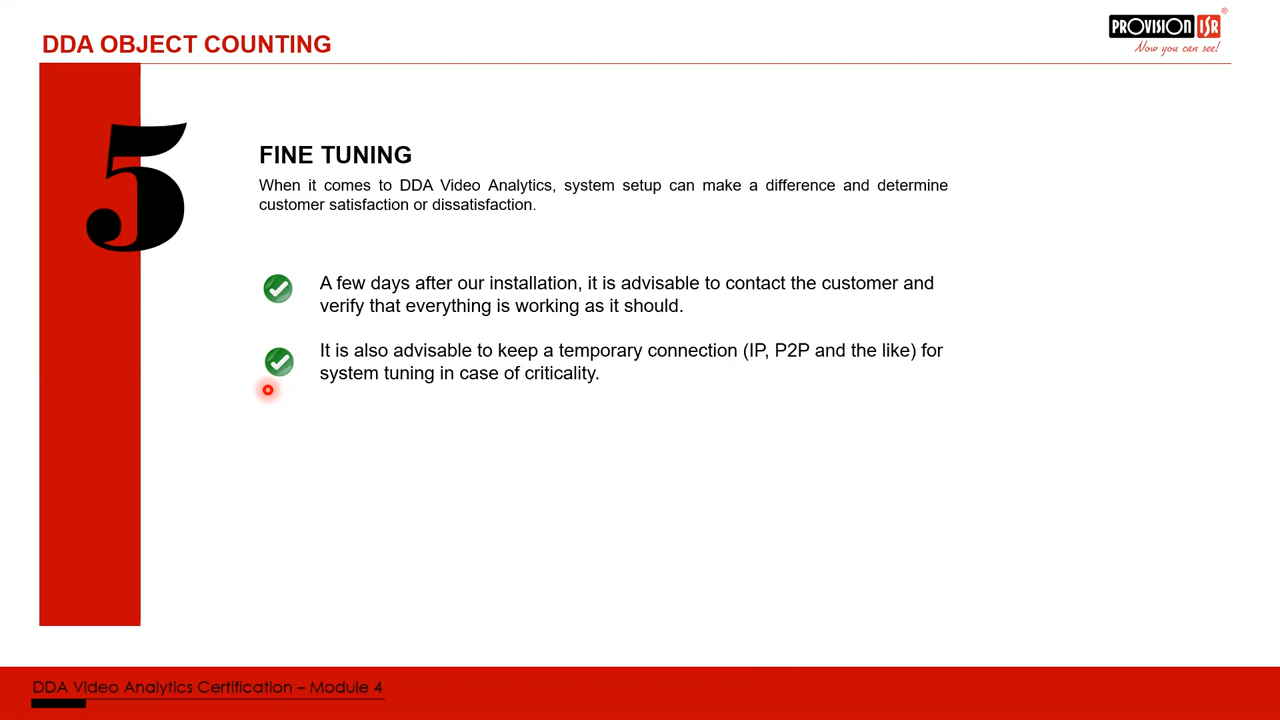 DDA OBJECT COUNTING
PROVISION ISR ®
Now you can see!
5
FINE TUNING
When it comes to DDA Video Analytics, system setup can make a difference and determine
customer satisfaction or dissatisfaction.
A few days after our installation, it is advisable to contact the customer and
verify that everything is working as it should.
It is also advisable to keep a temporary connection (IP, P2P and the like) for
system tuning in case of criticality.
DDA Video Analytics Certification – Module 4